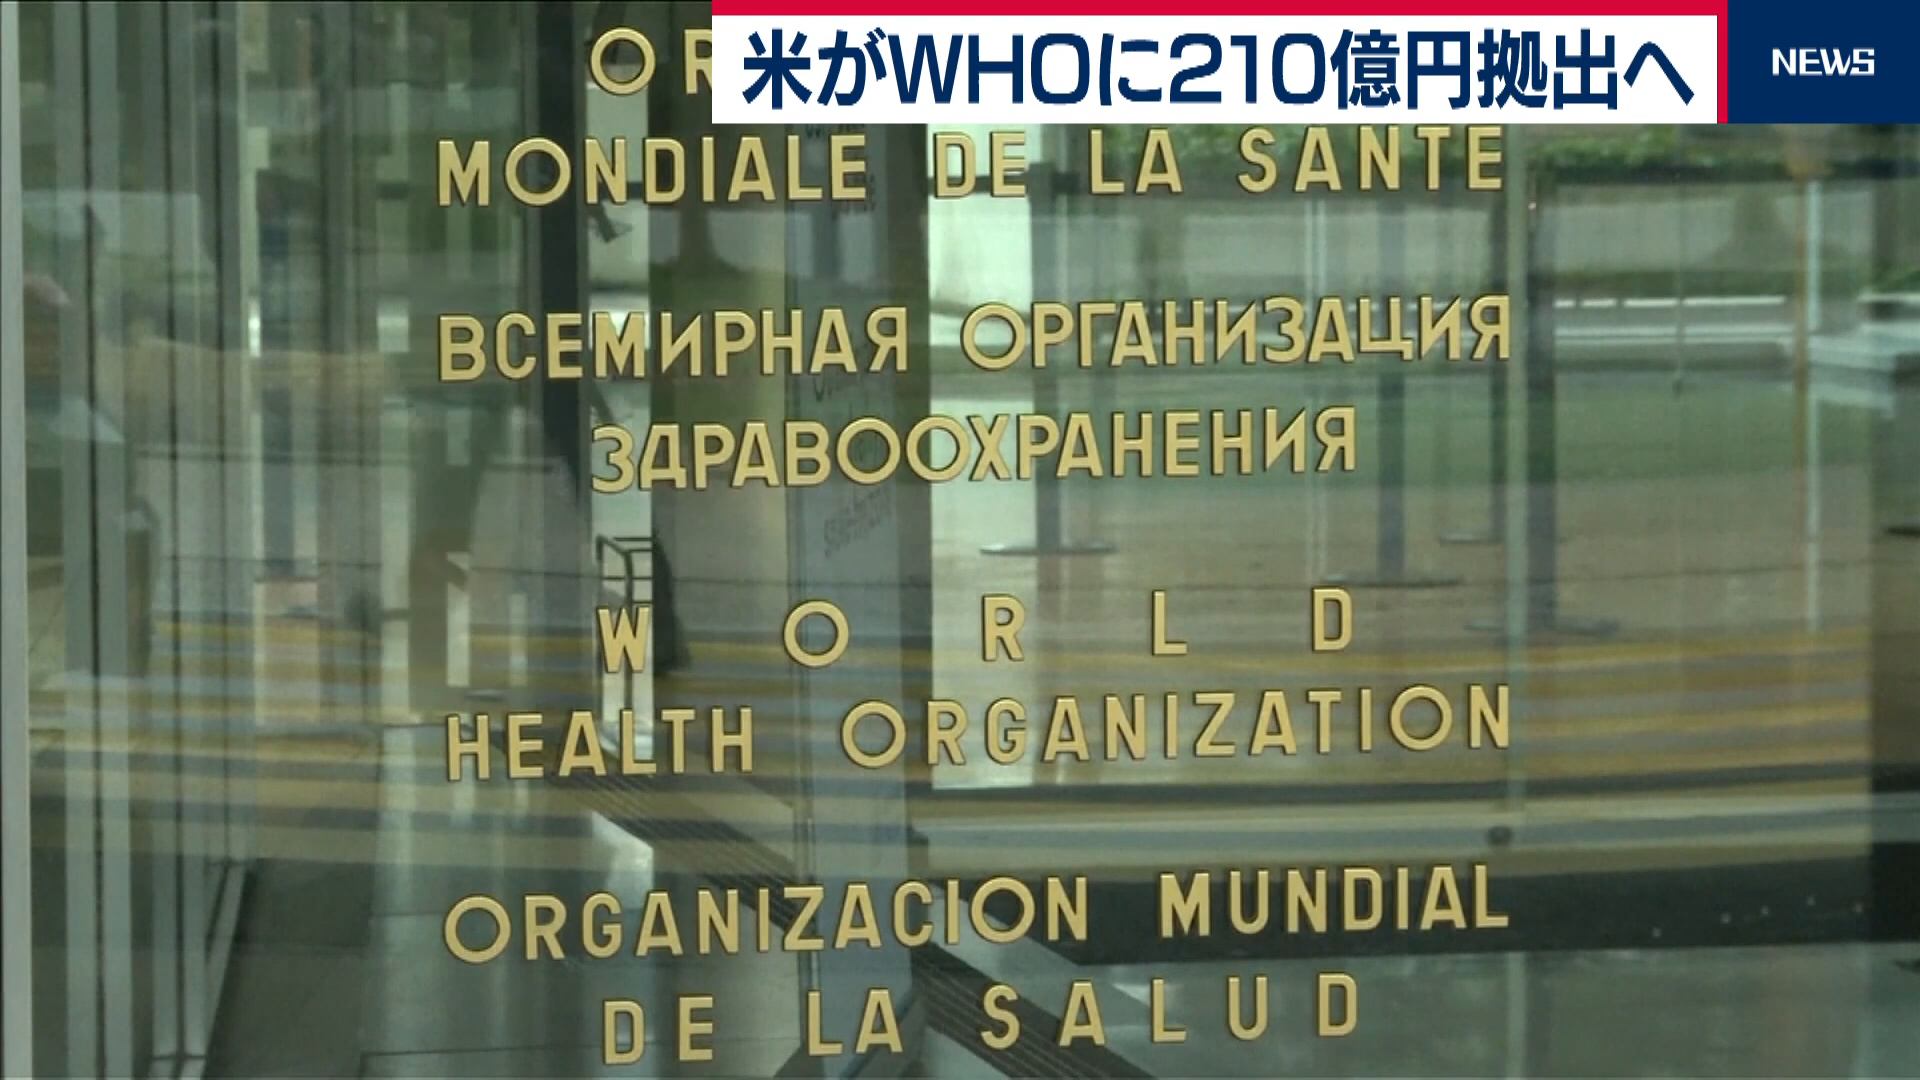 米がWHOに210億円拠出へ
NEWS
MONDIALE DE LA SANTE
ВСЕМИРНАЯ ОРГАНИЗАЦИЯ
ЗДРАВООХРАНЕНИЯ
WORLD
HEALTH ORGANIZATION
ORGANIZACION MUNDIAL
DE LA SALUD